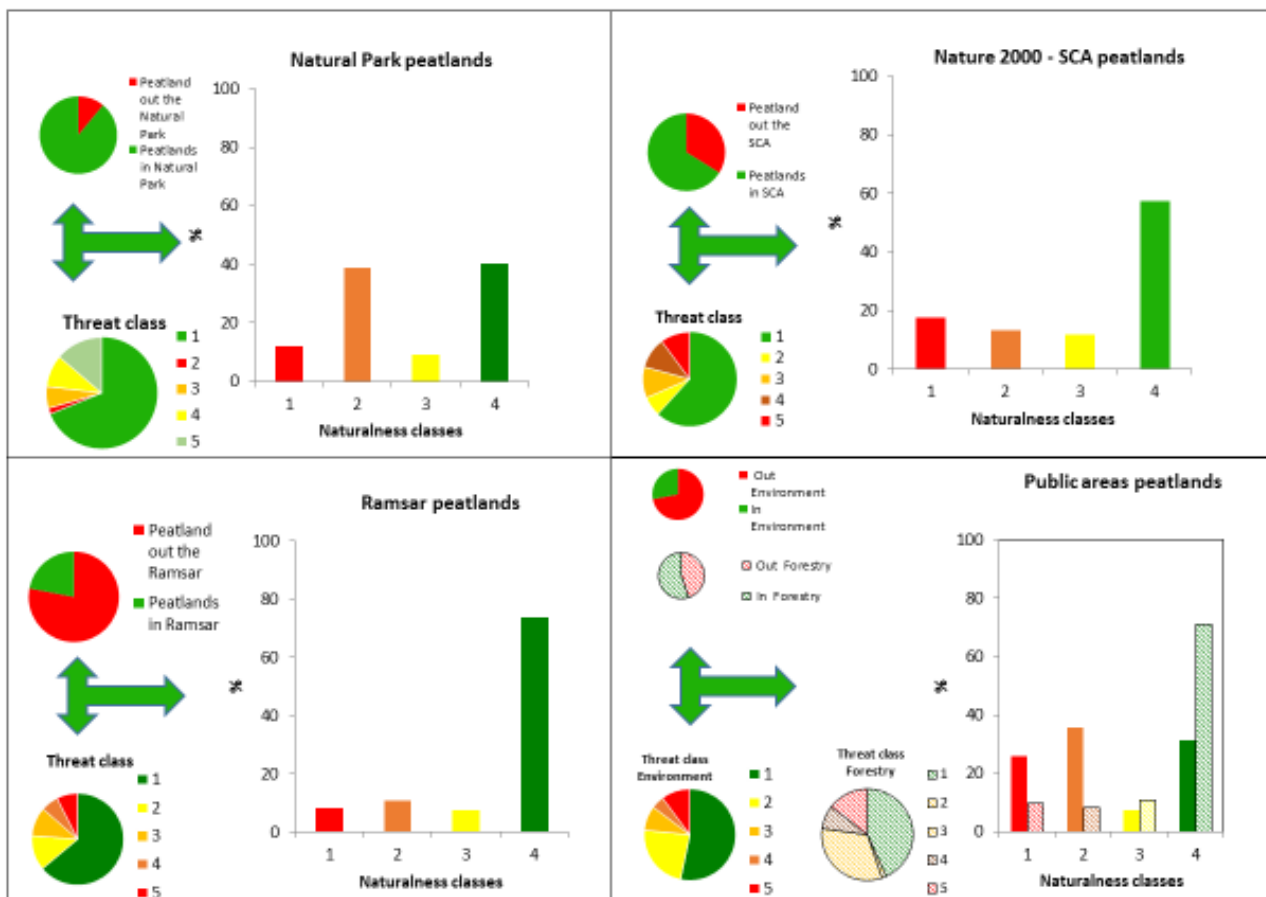 Natural Park peatlands
Peatland
out the
Natural
Park
Peatlands
in Natural
Park
100
80
60
40
20
0
%
1
2
3
4
Naturalness classes
Threat class
1
2
3
4
5
Nature 2000 - SCA peatlands
Peatland
out the
SCA
Peatlands
in SCA
100
80
60
40
20
0
%
1
2
3
4
Naturalness classes
Threat class
1
2
3
4
5
Ramsar peatlands
Peatland
out the
Ramsar
Peatlands
in Ramsar
100
80
60
40
20
0
%
1
2
3
4
Naturalness classes
Threat class
1
2
3
4
5
Public areas peatlands
Out
Environment
In
Environment
Out Forestry
In Forestry
100
80
60
40
20
0
%
1
2
3
4
Naturalness classes
Threat class
Environment
1
2
3
4
5
Threat class
Forestry
1
2
3
4
5